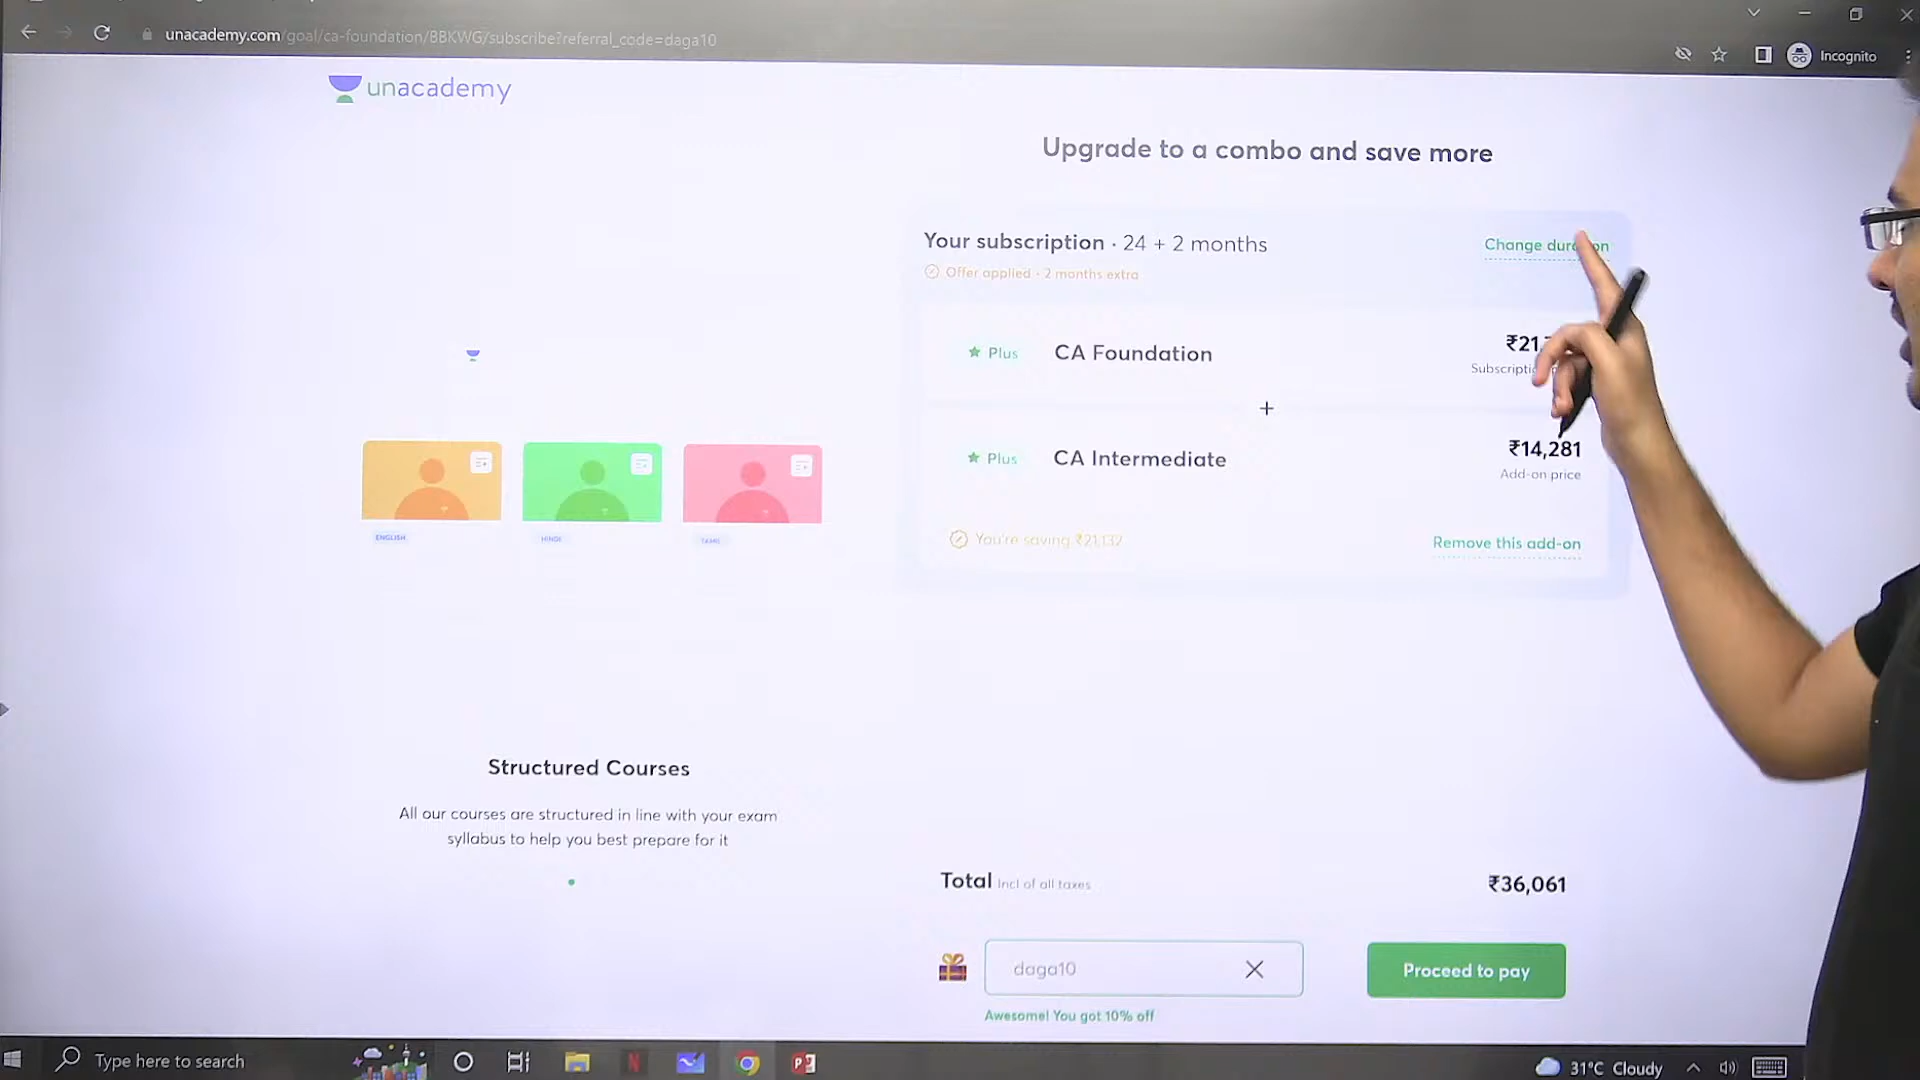 unacademy.com/goal/ca-foundation/BBKWG/subscribe?referral_code=daga10
Incognito
unacademy
Upgrade to a combo and save more
Your subscription · 24 + 2 months
Change
Offer applied - 2 months extra
Plus CA Foundation
+
Plus CA Intermediate
₹14,281
Add-on price
You're saving ₹21,132
Remove this add-on
ENGLISH HINDI TAMIL
Structured Courses
All our courses are structured in line with your exam
syllabus to help you best prepare for it
Total Incl of all taxes
₹36,061
daga10
Proceed to pay
Awesome! You got 10% off
Type here to search
31°C Cloudy